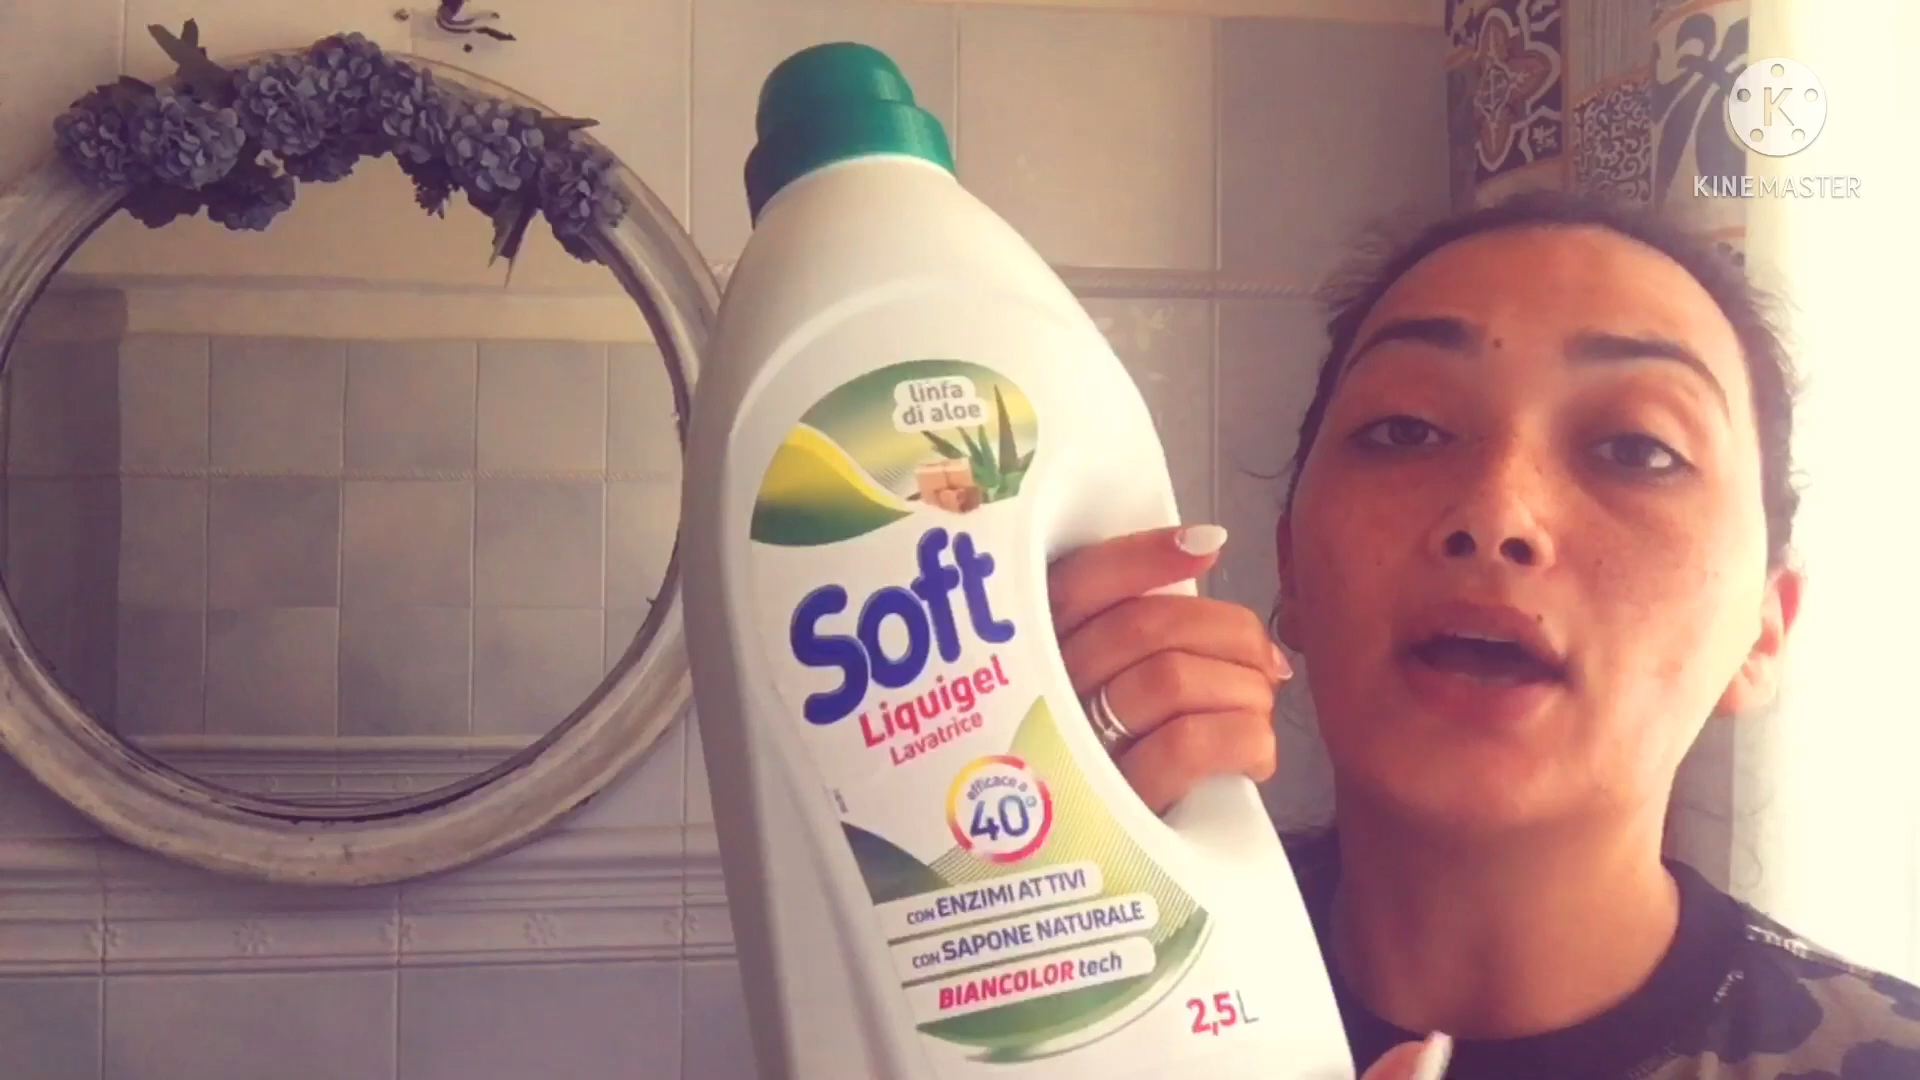 KINEMASTER
linfa
di aloe
Soft
Liquigel
Lavatrice
efficace a
40°
con ENZIMI ATTIVI
con SAPONE NATURALE
BIANCOLOR tech
2,5L